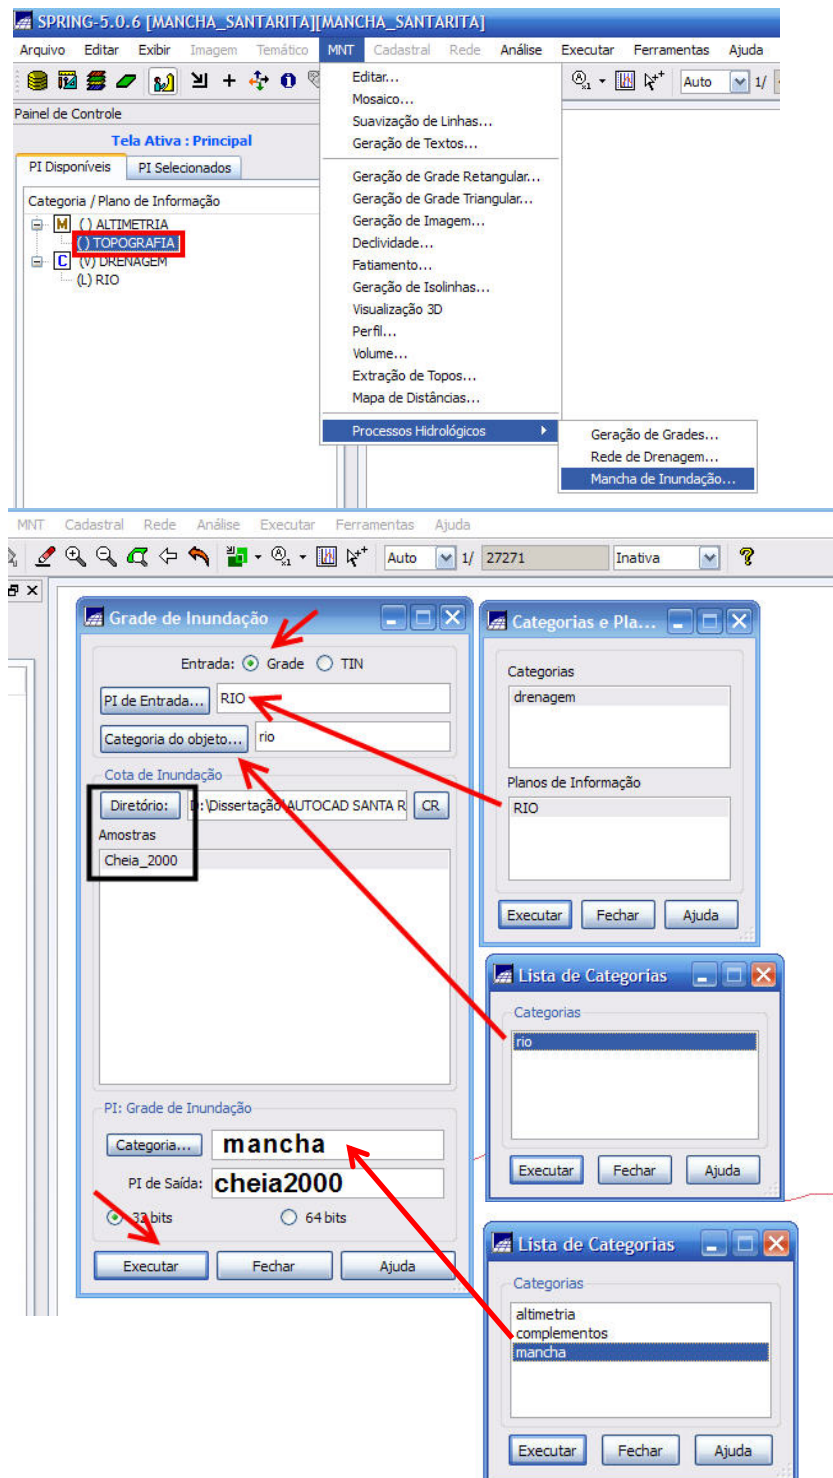 SPRING-5.0.6 [MANCHA_SANTARITA][MANCHA_SANTARITA]
Arquivo Editar Exibir Imagem Temático MNT Cadastral Rede Análise Executar Ferramentas Ajuda
Auto 1/
Painel de Controle
Tela Ativa : Principal
PI Disponíveis PI Selecionados
Categoria / Plano de Informação
M () ALTIMETRIA
() TOPOGRAFIA
C (V) DRENAGEM
(L) RIO
Editar...
Mosaico...
Suavização de Linhas...
Geração de Textos...
Geração de Grade Retangular...
Geração de Grade Triangular...
Geração de Imagem...
Declividade...
Fatiamento...
Geração de Isolinhas...
Visualização 3D
Perfil...
Volume...
Extração de Topos...
Mapa de Distâncias...
Processos Hidrológicos
Geração de Grades...
Rede de Drenagem...
Mancha de Inundação...
MNT Cadastral Rede Análise Executar Ferramentas Ajuda
Auto 1/ 27271 Inativa
Grade de Inundação
Entrada: Grade TIN
PI de Entrada... RIO
Categoria do objeto... rio
Cota de Inundação
Diretório: D:\Dissertação\AUTOCAD SANTA R CR
Amostras
Cheia_2000
PI: Grade de Inundação
Categoria... mancha
PI de Saída: cheia2000
32 bits 64 bits
Executar Fechar Ajuda
Categorias e Pla...
Categorias
drenagem
Planos de Informação
RIO
Executar Fechar Ajuda
Lista de Categorias
Categorias
rio
Executar Fechar Ajuda
Lista de Categorias
Categorias
altimetria
complementos
mancha
Executar Fechar Ajuda